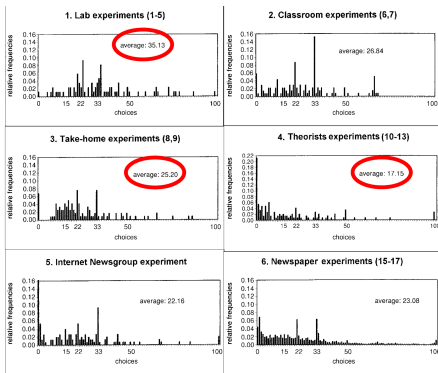 1. Lab experiments (1-5)
relative frequencies
0.16
0.14
0.12
0.10
0.08
0.06
0.04
0.02
0.00
average: 35.13
0 15 22 33 50 100
choices
2. Classroom experiments (6,7)
relative frequencies
0.16
0.14
0.12
0.10
0.08
0.06
0.04
0.02
0.00
average: 26.84
0 15 22 33 50 100
choices
3. Take-home experiments (8,9)
relative frequencies
0.16
0.14
0.12
0.10
0.08
0.06
0.04
0.02
0.00
average: 25.20
0 15 22 33 50 100
choices
4. Theorists experiments (10-13)
relative frequencies
0.22
0.20
0.18
0.16
0.14
0.12
0.10
0.08
0.06
0.04
0.02
0.00
average: 17.15
0 15 22 33 50 100
choices
5. Internet Newsgroup experiment
relative frequencies
0.16
0.14
0.12
0.10
0.08
0.06
0.04
0.02
0.00
average: 22.16
0 15 22 33 50 100
choices
6. Newspaper experiments (15-17)
relative frequencies
0.16
0.14
0.12
0.10
0.08
0.06
0.04
0.02
0.00
average: 23.08
0 15 22 33 50 100
choices